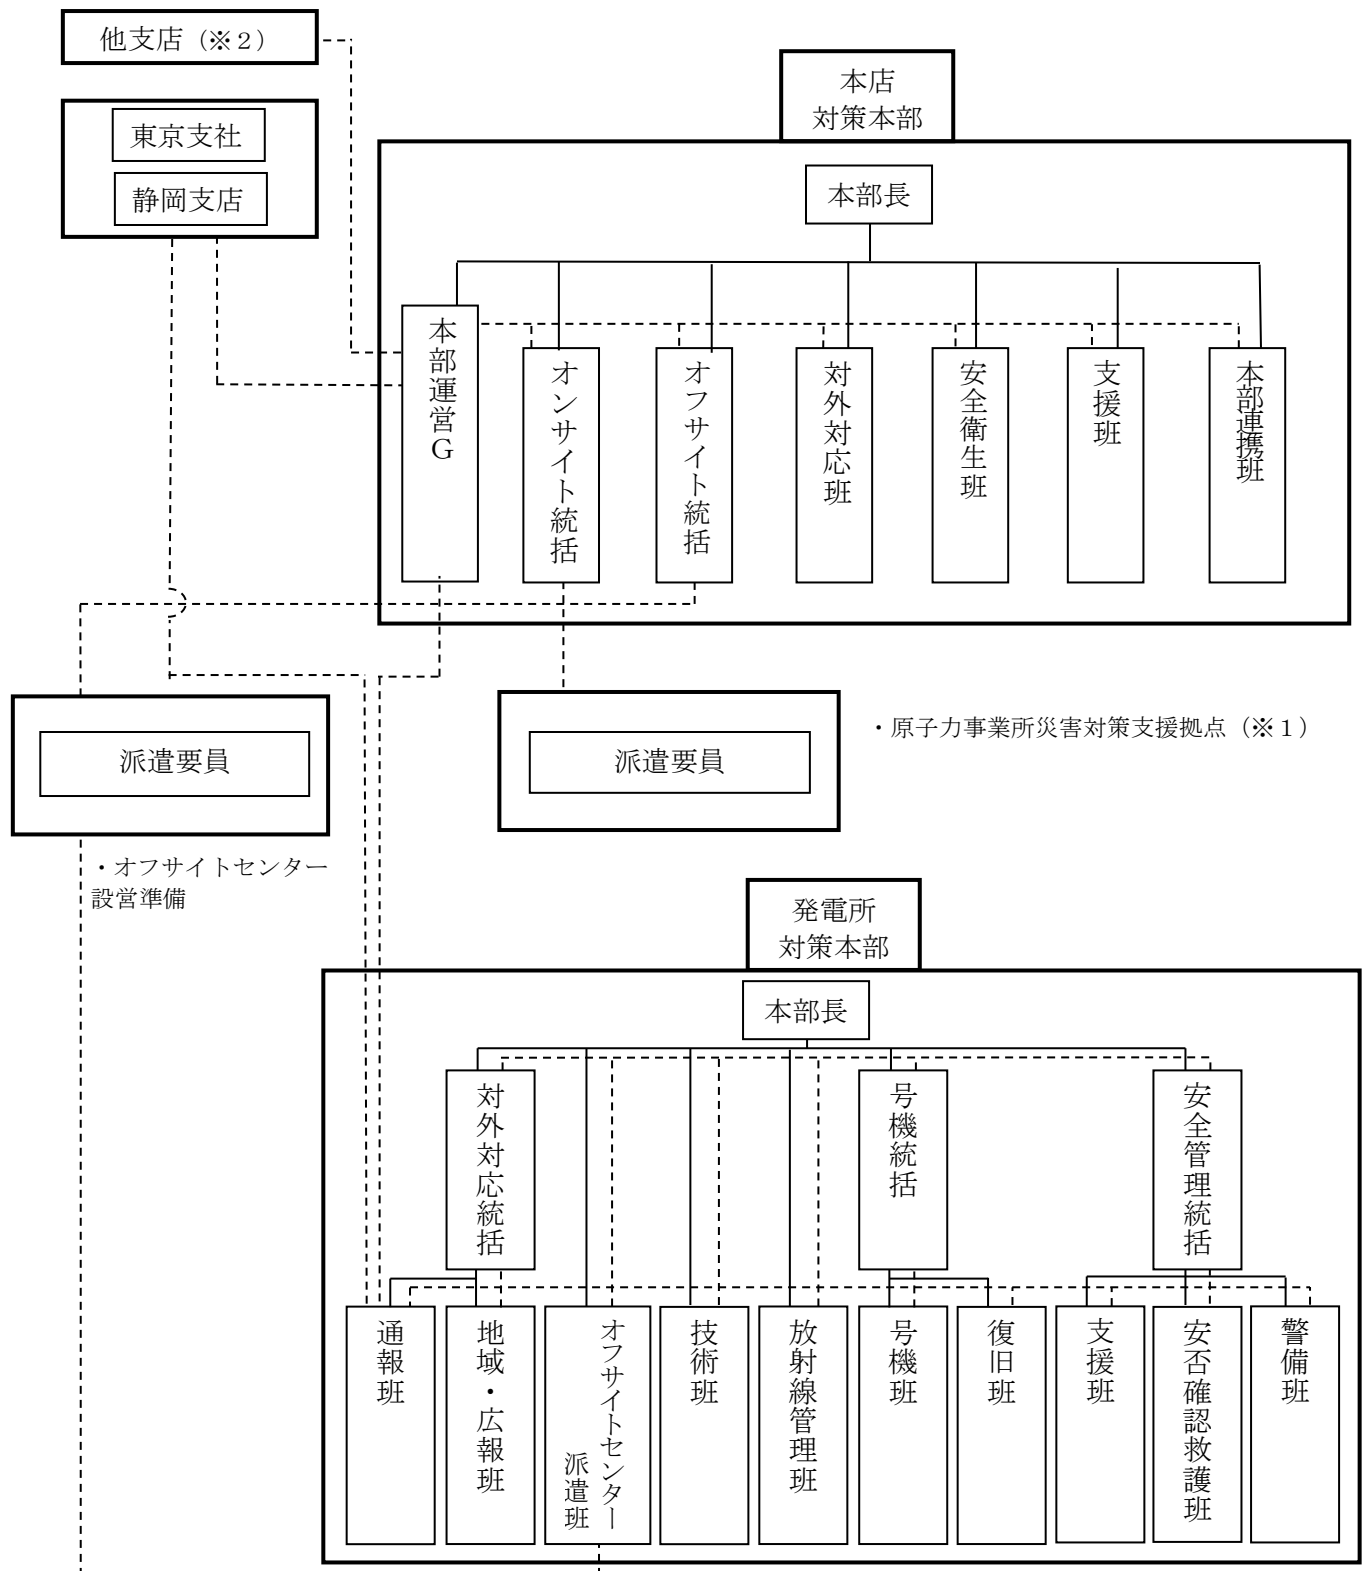 他支店（※２）
東京支社
静岡支店
本店
対策本部
本部長
本部運営Ｇ
オンサイト統括
オフサイト統括
対外対応班
安全衛生班
支援班
本部連携班
派遣要員
・オフサイトセンター
設営準備
派遣要員
・原子力事業所災害対策支援拠点（※１）
発電所
対策本部
本部長
対外対応統括
号機統括
安全管理統括
通報班
地域・広報班
オフサイトセンター
派遣班
技術班
放射線管理班
号機班
復旧班
支援班
安否確認救護班
警備班